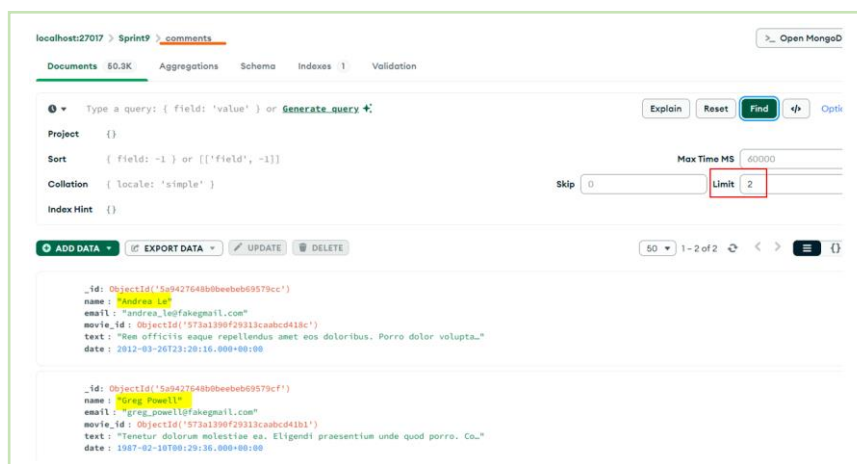 localhost:27017 > Sprint9 > comments
>_ Open MongoD
Documents 50.3K Aggregations Schema Indexes 1 Validation
Type a query: { field: 'value' } or Generate query
Explain Reset Find </> Optio
Project {}
Sort { field: -1 } or [['field', -1]]
Max Time MS 60000
Collation { locale: 'simple' }
Skip 0 Limit 2
Index Hint {}
ADD DATA EXPORT DATA UPDATE DELETE
50 1 – 2 of 2 < > {}
_id: ObjectId('5a9427648b0beebeb69579cc')
name : "Andrea Le"
email : "andrea_le@fakegmail.com"
movie_id : ObjectId('573a1390f29313caabcd418c')
text : "Rem officiis eaque repellendus amet eos doloribus. Porro dolor volupta…"
date : 2012-03-26T23:20:16.000+00:00
_id: ObjectId('5a9427648b0beebeb69579cf')
name : "Greg Powell"
email : "greg_powell@fakegmail.com"
movie_id : ObjectId('573a1390f29313caabcd41b1')
text : "Tenetur dolorum molestiae ea. Eligendi praesentium unde quod porro. Co…"
date : 1987-02-10T00:29:36.000+00:00